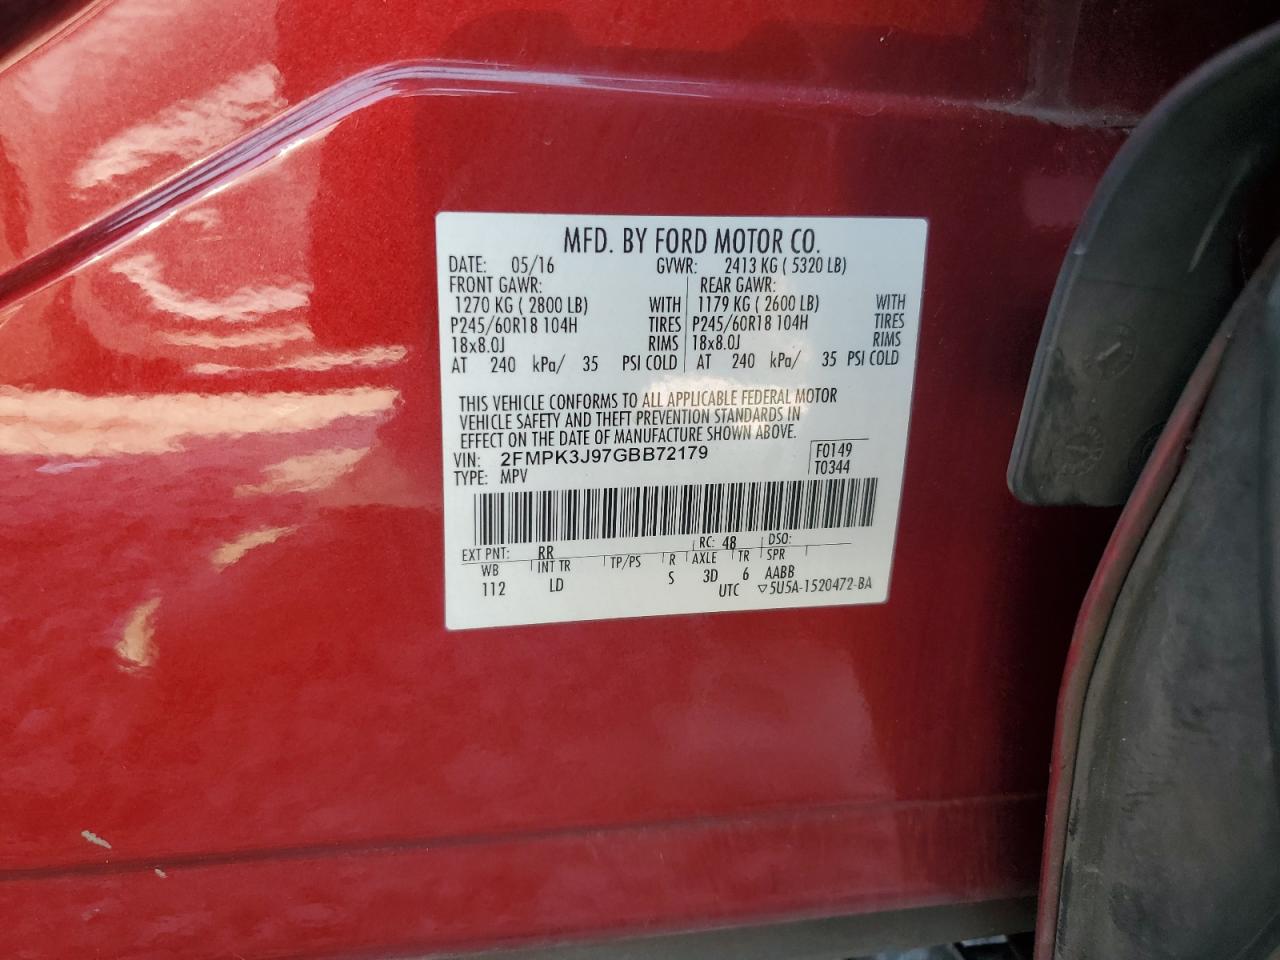 MFD. BY FORD MOTOR CO.
DATE: 05/16 GVWR: 2413 KG ( 5320 LB)
FRONT GAWR: REAR GAWR:
1270 KG ( 2800 LB) WITH 1179 KG ( 2600 LB) WITH
P245/60R18 104H TIRES P245/60R18 104H TIRES
18x8.0J RIMS 18x8.0J RIMS
AT 240 kPa/ 35 PSI COLD AT 240 kPa/ 35 PSI COLD
THIS VEHICLE CONFORMS TO ALL APPLICABLE FEDERAL MOTOR
VEHICLE SAFETY AND THEFT PREVENTION STANDARDS IN
EFFECT ON THE DATE OF MANUFACTURE SHOWN ABOVE.
VIN: 2FMPK3J97GBB72179 F0149
TYPE: MPV T0344
EXT PNT: RR RC: 48 DSO:
WB INT TR TP/PS R AXLE TR SPR
112 LD S 3D 6 AABB
UTC ▽5U5A-1520472-BA